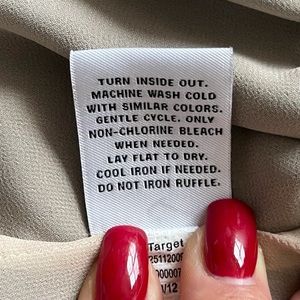 TURN INSIDE OUT.
MACHINE WASH COLD
WITH SIMILAR COLORS.
GENTLE CYCLE. ONLY
NON-CHLORINE BLEACH
WHEN NEEDED.
LAY FLAT TO DRY.
COOL IRON IF NEEDED.
DO NOT IRON RUFFLE.
Target
/12